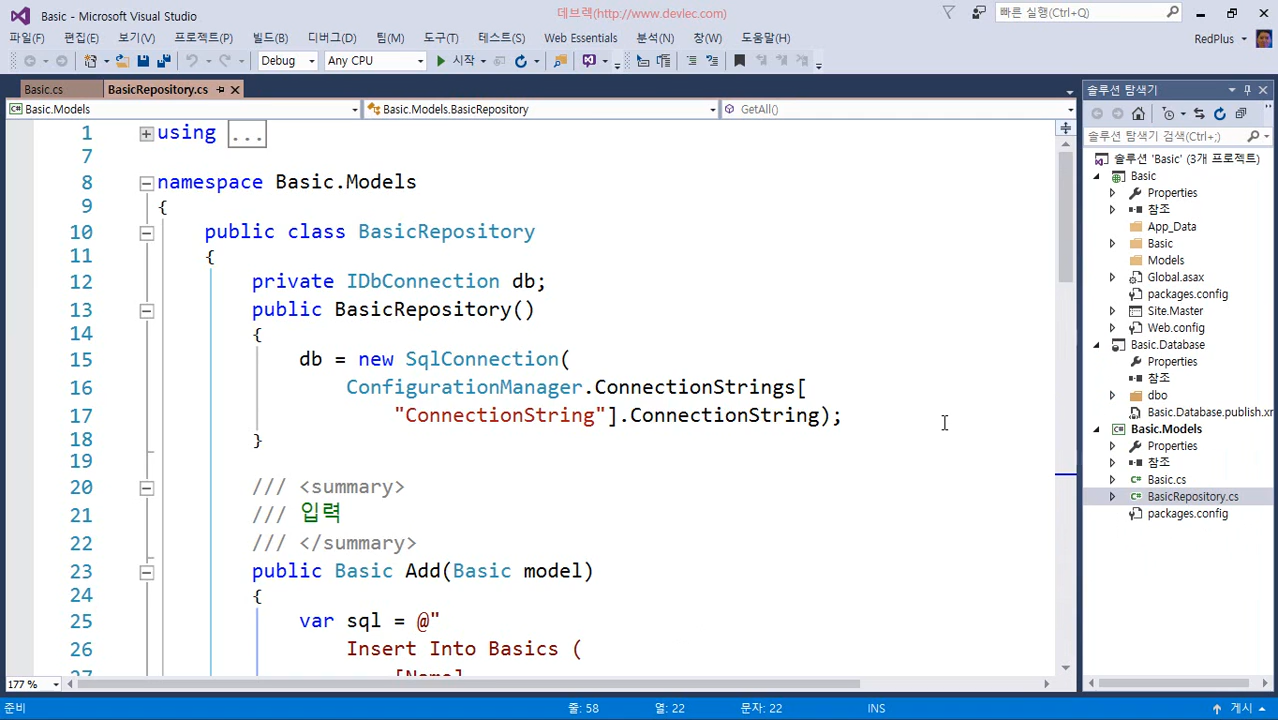 Basic - Microsoft Visual Studio
데브렉(http://www.devlec.com)
빠른 실행(Ctrl+Q)
파일(F) 편집(E) 보기(V) 프로젝트(P) 빌드(B) 디버그(D) 팀(M) 도구(T) 테스트(S) Web Essentials 분석(N) 창(W) 도움말(H)
RedPlus
Debug Any CPU 시작
Basic.cs BasicRepository.cs
Basic.Models Basic.Models.BasicRepository GetAll()
1 using ...
7
8 namespace Basic.Models
9 {
10 public class BasicRepository
11 {
12 private IDbConnection db;
13 public BasicRepository()
14 {
15 db = new SqlConnection(
16 ConfigurationManager.ConnectionStrings[
17 "ConnectionString"].ConnectionString);
18 }
19
20 /// <summary>
21 /// 입력
22 /// </summary>
23 public Basic Add(Basic model)
24 {
25 var sql = @"
26 Insert Into Basics (
27 [Name]
177 %
솔루션 탐색기
솔루션 탐색기 검색(Ctrl+;)
솔루션 'Basic' (3개 프로젝트)
Basic
Properties
참조
App_Data
Basic
Models
Global.asax
packages.config
Site.Master
Web.config
Basic.Database
Properties
참조
dbo
Basic.Database.publish.xr
Basic.Models
Properties
참조
Basic.cs
BasicRepository.cs
packages.config
준비 줄: 58 열: 22 문자: 22 INS 게시